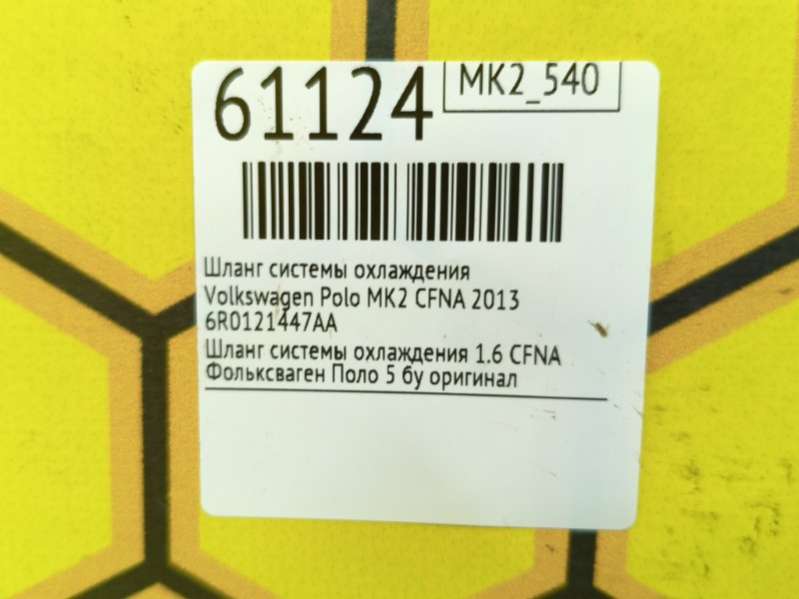 61124
MK2_540
Шланг системы охлаждения
Volkswagen Polo MK2 CFNA 2013
6R0121447AA
Шланг системы охлаждения 1.6 CFNA
Фольксваген Поло 5 бу оригинал